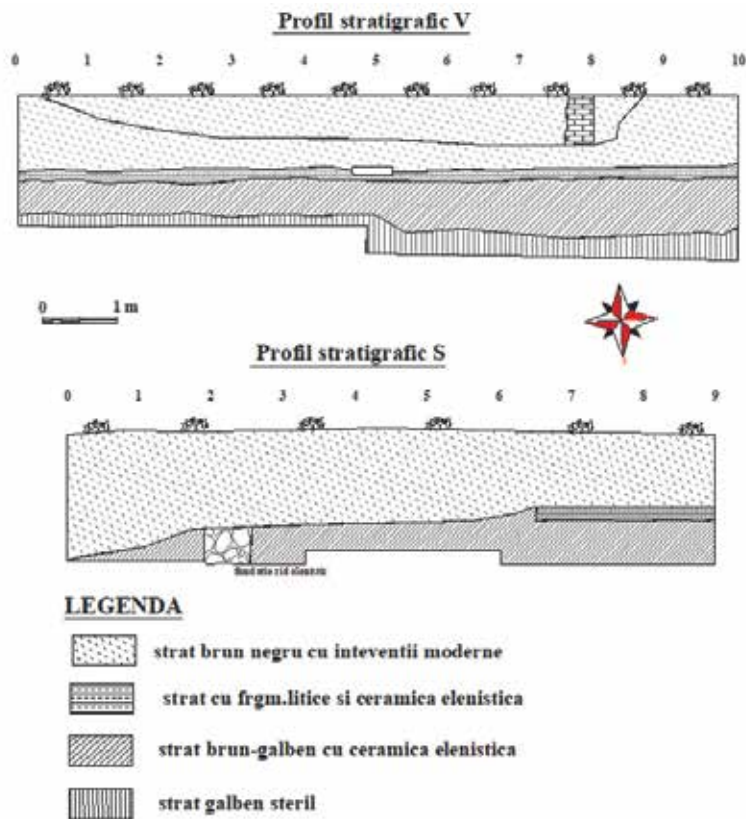 Profil stratigrafic V
0 1 2 3 4 5 6 7 8 9 10
0 1 m
Profil stratigrafic S
0 1 2 3 4 5 6 7 8 9
LEGENDA
strat brun negru cu inteventii moderne
strat cu frgm.litice si ceramica elenistica
strat brun-galben cu ceramica elenistica
strat galben steril